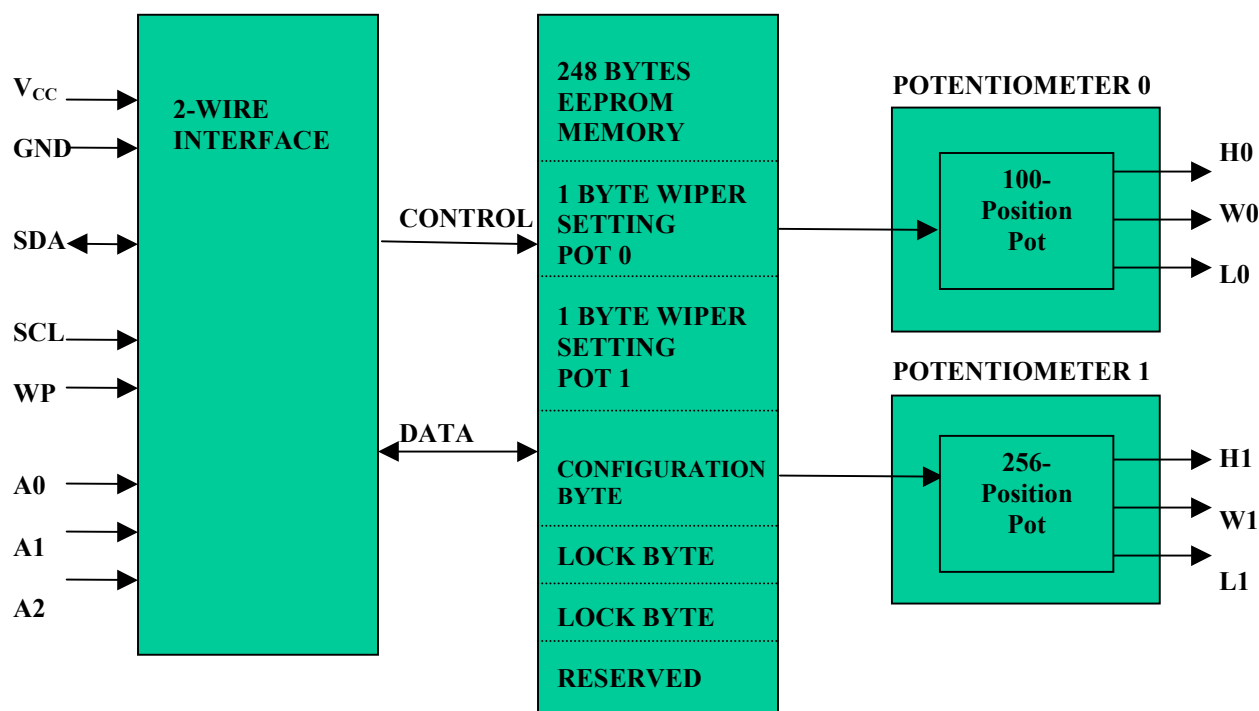 V_CC
GND
SDA
SCL
WP
A0
A1
A2
2-WIRE
INTERFACE
CONTROL
DATA
248 BYTES
EEPROM
MEMORY
1 BYTE WIPER
SETTING
POT 0
1 BYTE WIPER
SETTING
POT 1
CONFIGURATION
BYTE
LOCK BYTE
LOCK BYTE
RESERVED
POTENTIOMETER 0
100-
Position
Pot
H0
W0
L0
POTENTIOMETER 1
256-
Position
Pot
H1
W1
L1